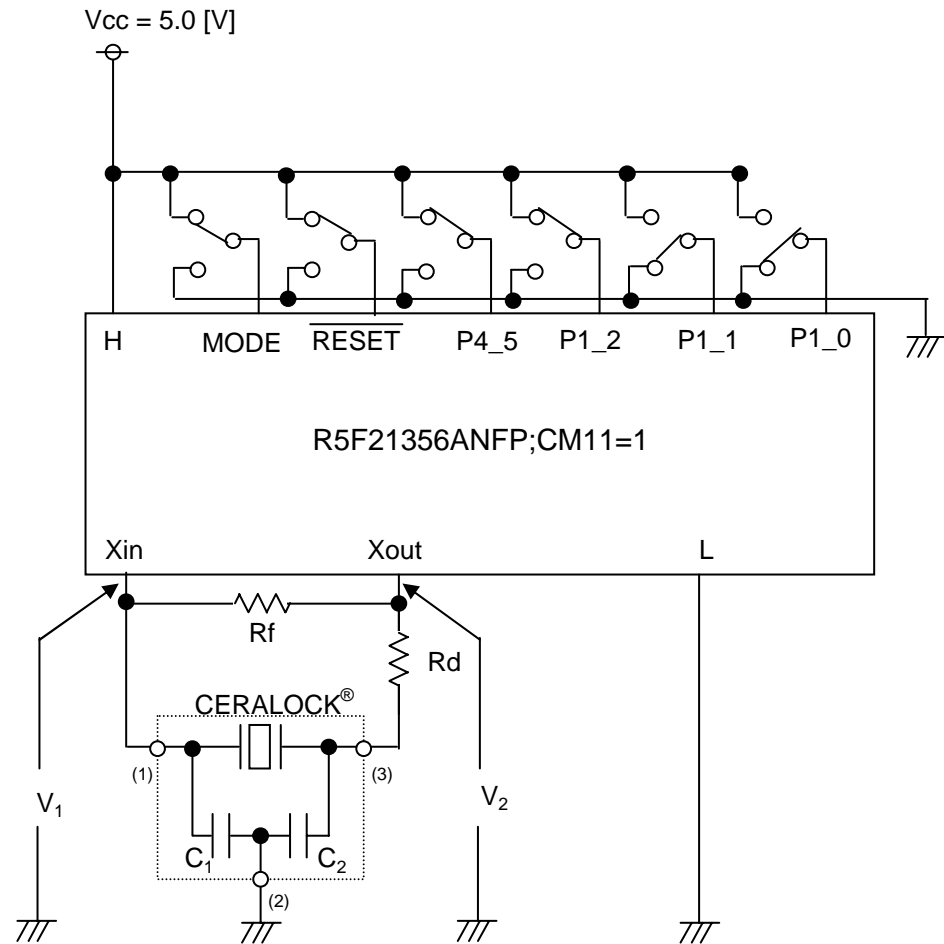 Vcc = 5.0 [V]
H MODE RESET P4_5 P1_2 P1_1 P1_0
R5F21356ANFP;CM11=1
Xin Xout L
Rf
Rd
CERALOCK®
(1) (3)
V1 V2
C1 C2
(2)